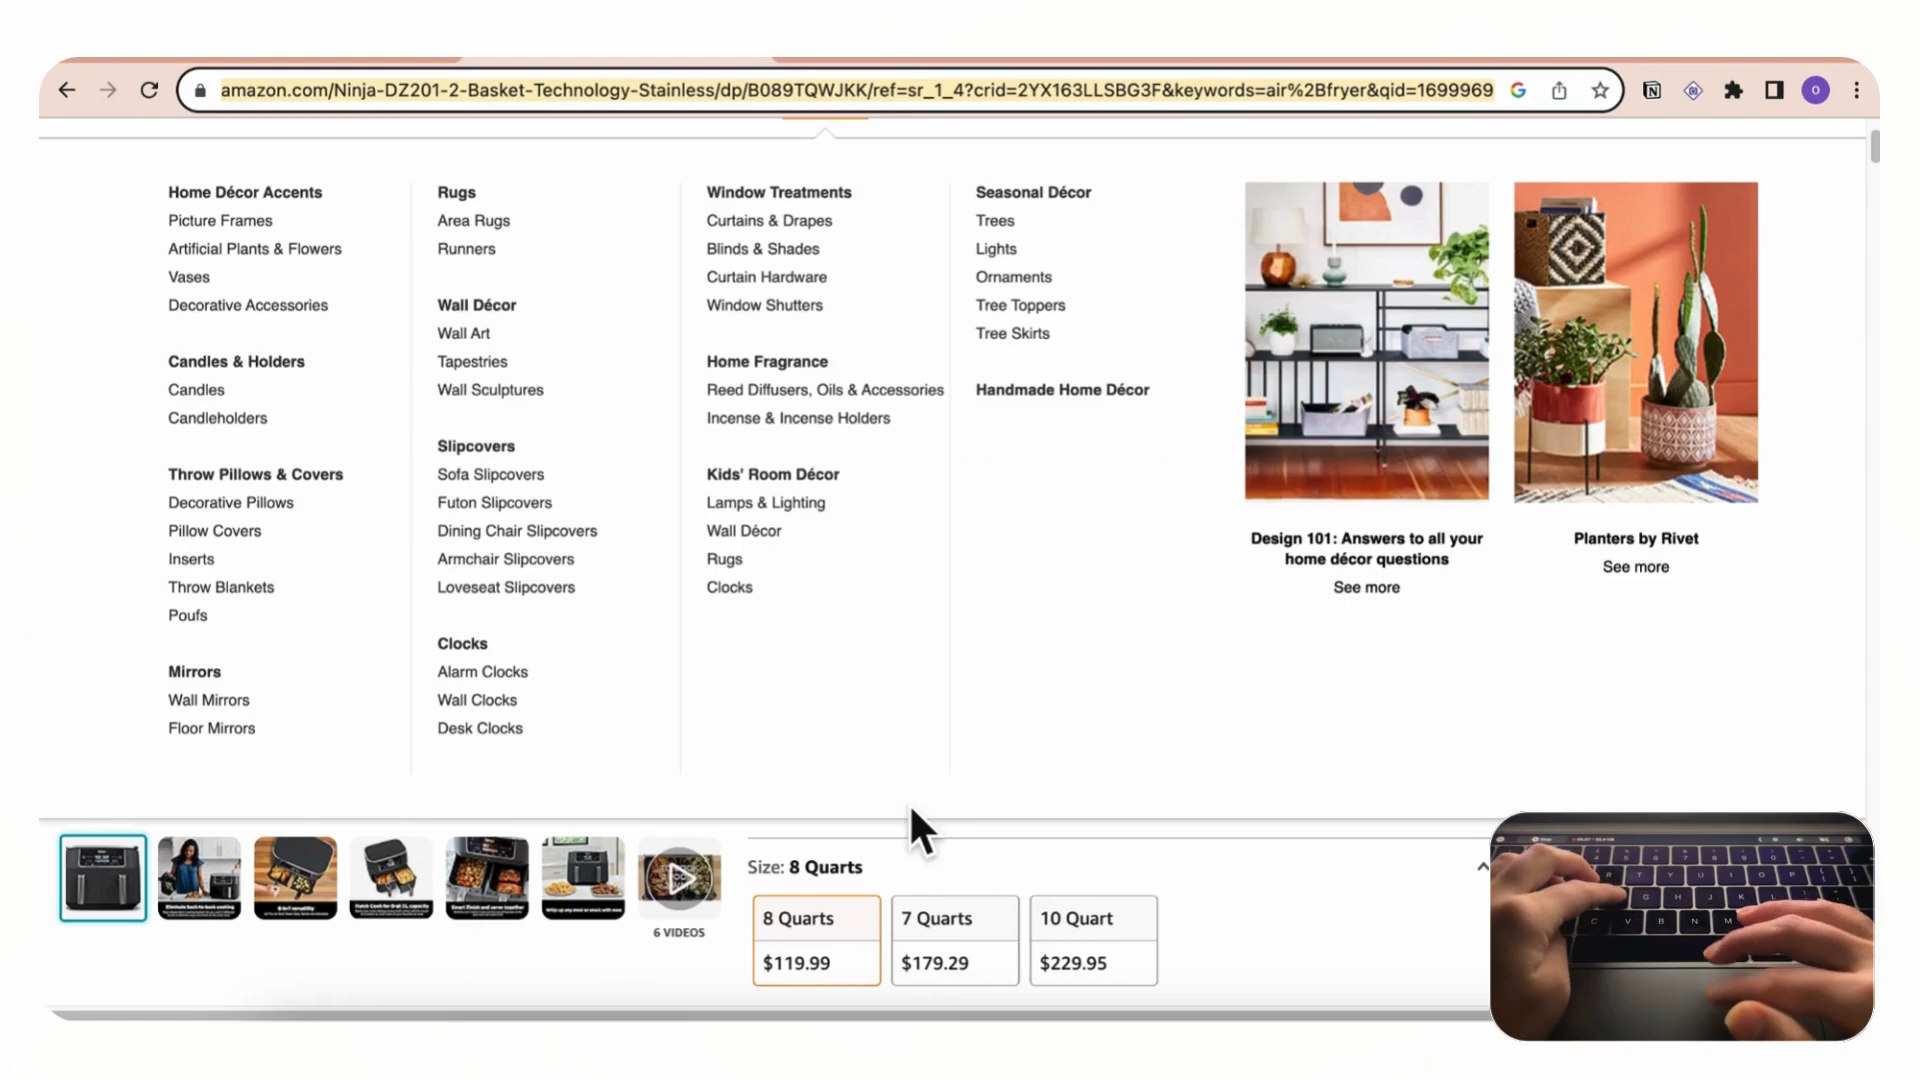 amazon.com/Ninja-DZ201-2-Basket-Technology-Stainless/dp/B089TQWJKK/ref=sr_1_4?crid=2YX163LLSBG3F&keywords=air%2Bfryer&qid=1699969
Home Décor Accents
Picture Frames
Artificial Plants & Flowers
Vases
Decorative Accessories
Candles & Holders
Candles
Candleholders
Throw Pillows & Covers
Decorative Pillows
Pillow Covers
Inserts
Throw Blankets
Poufs
Mirrors
Wall Mirrors
Floor Mirrors
Rugs
Area Rugs
Runners
Wall Décor
Wall Art
Tapestries
Wall Sculptures
Slipcovers
Sofa Slipcovers
Futon Slipcovers
Dining Chair Slipcovers
Armchair Slipcovers
Loveseat Slipcovers
Clocks
Alarm Clocks
Wall Clocks
Desk Clocks
Window Treatments
Curtains & Drapes
Blinds & Shades
Curtain Hardware
Window Shutters
Home Fragrance
Reed Diffusers, Oils & Accessories
Incense & Incense Holders
Kids' Room Décor
Lamps & Lighting
Wall Décor
Rugs
Clocks
Seasonal Décor
Trees
Lights
Ornaments
Tree Toppers
Tree Skirts
Handmade Home Décor
Design 101: Answers to all your
home décor questions
See more
Planters by Rivet
See more
6 VIDEOS
Size: 8 Quarts
8 Quarts
$119.99
7 Quarts
$179.29
10 Quart
$229.95